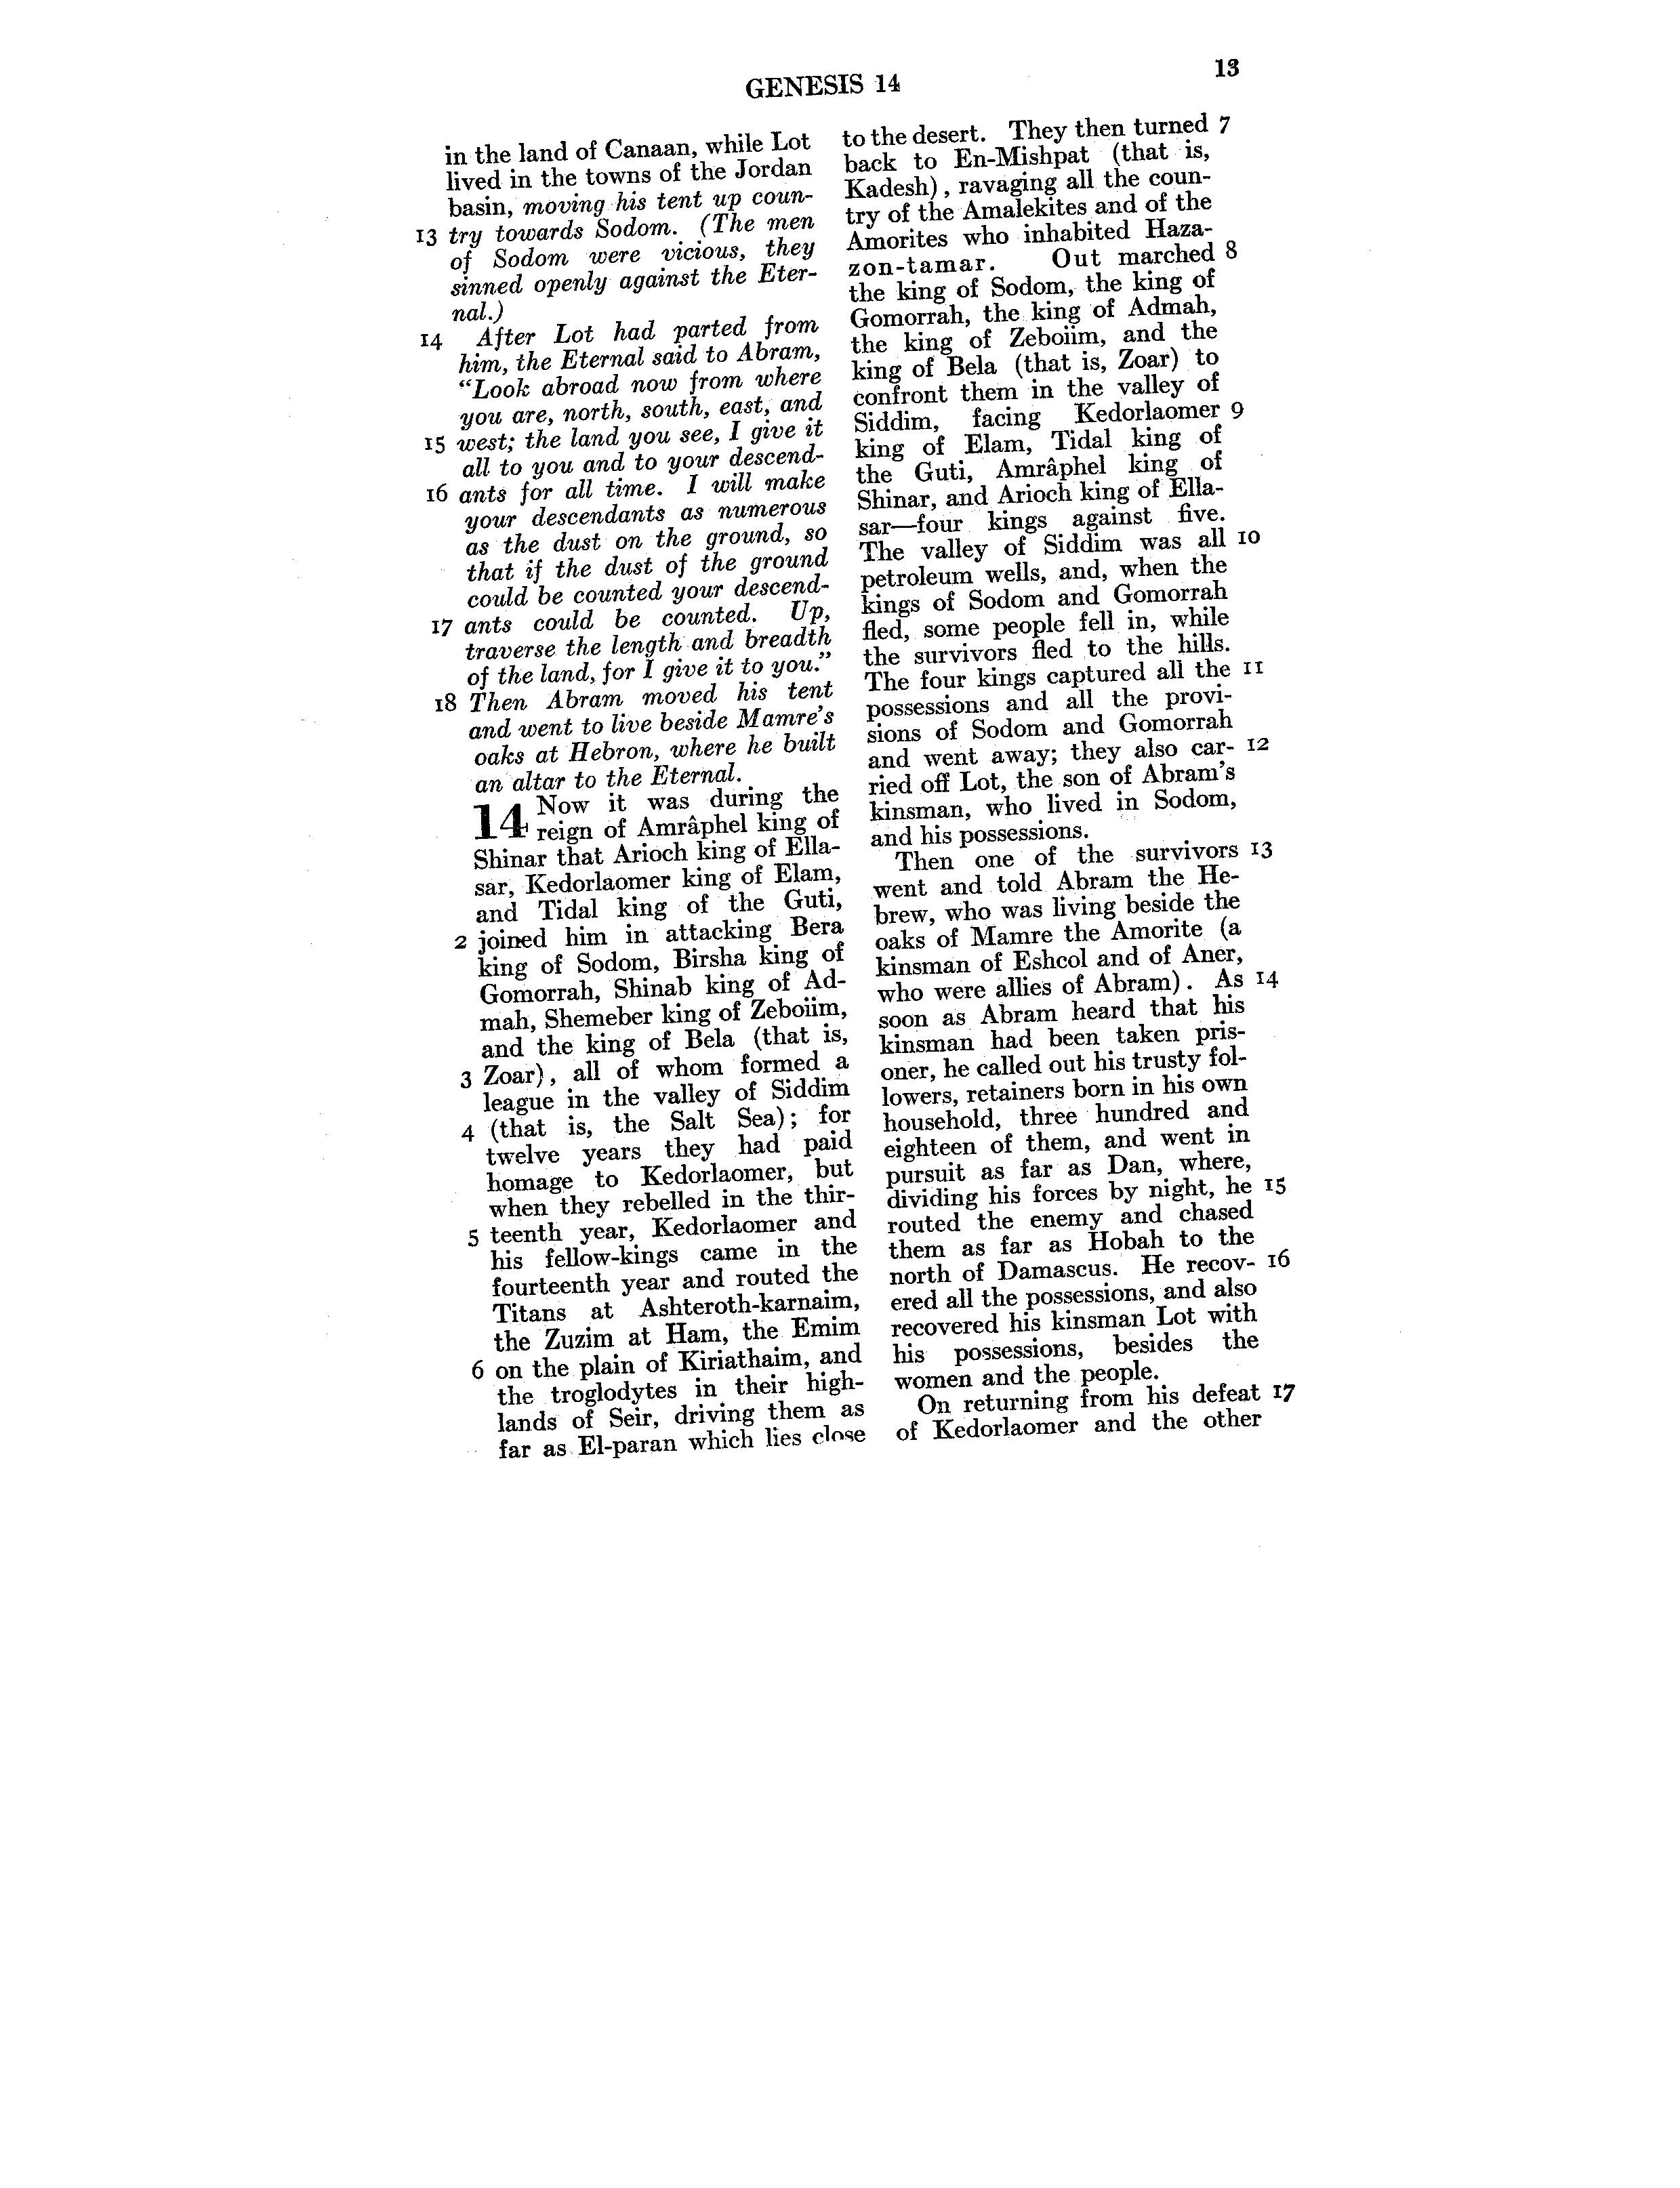 GENESIS 14
13
in the land of Canaan, while Lot
lived in the towns of the Jordan
basin, moving his tent up coun-
13 try towards Sodom. (The men
of Sodom were vicious, they
sinned openly against the Eter-
nal.)
14 After Lot had parted from
him, the Eternal said to Abram,
“Look abroad now from where
you are, north, south, east, and
15 west; the land you see, I give it
all to you and to your descend-
16 ants for all time. I will make
your descendants as numerous
as the dust on the ground, so
that if the dust of the ground
could be counted your descend-
17 ants could be counted. Up,
traverse the length and breadth
of the land, for I give it to you.”
18 Then Abram moved his tent
and went to live beside Mamre’s
oaks at Hebron, where he built
an altar to the Eternal.
14 Now it was during the
reign of Amrâphel king of
Shinar that Arioch king of Ella-
sar, Kedorlaomer king of Elam,
and Tidal king of the Guti,
2 joined him in attacking Bera
king of Sodom, Birsha king of
Gomorrah, Shinab king of Ad-
mah, Shemeber king of Zeboiim,
and the king of Bela (that is,
3 Zoar), all of whom formed a
league in the valley of Siddim
4 (that is, the Salt Sea); for
twelve years they had paid
homage to Kedorlaomer, but
when they rebelled in the thir-
5 teenth year, Kedorlaomer and
his fellow-kings came in the
fourteenth year and routed the
Titans at Ashteroth-karnaim,
the Zuzim at Ham, the Emim
6 on the plain of Kiriathaim, and
the troglodytes in their high-
lands of Seir, driving them as
far as El-paran which lies close
to the desert. They then turned 7
back to En-Mishpat (that is,
Kadesh), ravaging all the coun-
try of the Amalekites and of the
Amorites who inhabited Haza-
zon-tamar. Out marched 8
the king of Sodom, the king of
Gomorrah, the king of Admah,
the king of Zeboiim, and the
king of Bela (that is, Zoar) to
confront them in the valley of
Siddim, facing Kedorlaomer 9
king of Elam, Tidal king of
the Guti, Amrâphel king of
Shinar, and Arioch king of Ella-
sar—four kings against five.
The valley of Siddim was all 10
petroleum wells, and, when the
kings of Sodom and Gomorrah
fled, some people fell in, while
the survivors fled to the hills.
The four kings captured all the 11
possessions and all the provi-
sions of Sodom and Gomorrah
and went away; they also car- 12
ried off Lot, the son of Abram’s
kinsman, who lived in Sodom,
and his possessions.
Then one of the survivors 13
went and told Abram the He-
brew, who was living beside the
oaks of Mamre the Amorite (a
kinsman of Eshcol and of Aner,
who were allies of Abram). As 14
soon as Abram heard that his
kinsman had been taken pris-
oner, he called out his trusty fol-
lowers, retainers born in his own
household, three hundred and
eighteen of them, and went in
pursuit as far as Dan, where,
dividing his forces by night, he 15
routed the enemy and chased
them as far as Hobah to the
north of Damascus. He recov- 16
ered all the possessions, and also
recovered his kinsman Lot with
his possessions, besides the
women and the people.
On returning from his defeat 17
of Kedorlaomer and the other